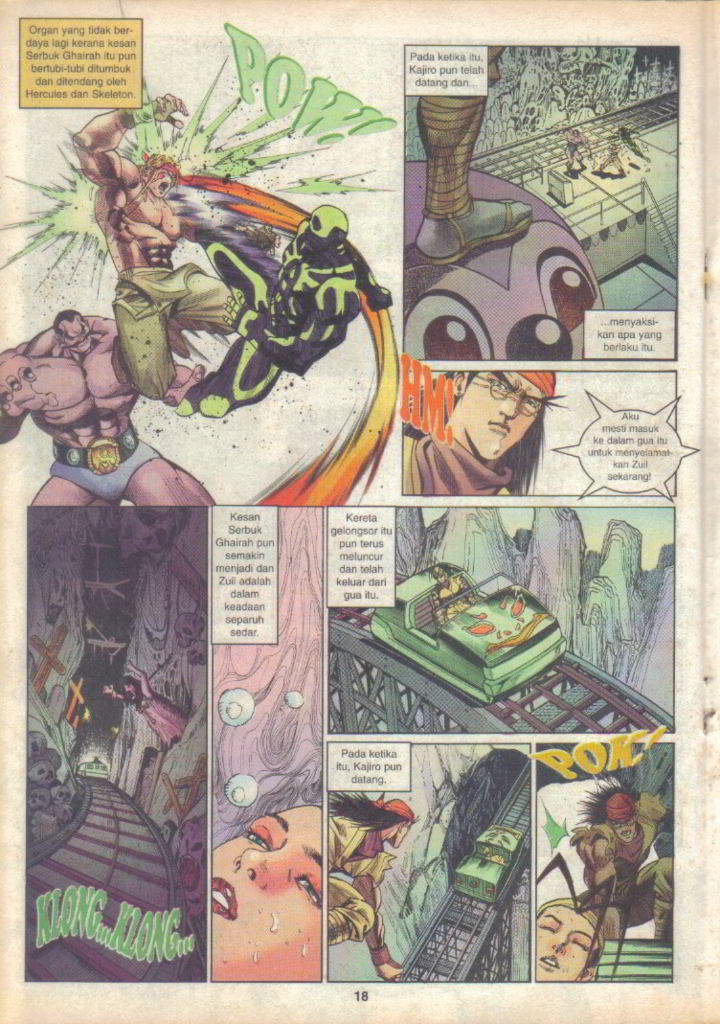 Organ yang tidak ber-
daya lagi kerana kesan
Serbuk Ghairah itu pun
bertubi-tubi ditumbuk
dan ditendang oleh
Hercules dan Skeleton.
POW!
Pada ketika itu,
Kajiro pun telah
datang dan...
...menyaksi-
kan apa yang
berlaku itu.
HM!
Aku
mesti masuk
ke dalam gua itu
untuk menyelamat-
kan Zuil
sekarang!
KLONG...KLONG...
Kesan
Serbuk
Ghairah pun
semakin
menjadi dan
Zuil adalah
dalam
keadaan
separuh
sedar.
Kereta
gelongsor itu
pun terus
meluncur
dan telah
keluar dari
gua itu.
Pada ketika
itu, Kajiro pun
datang.
POK!
18